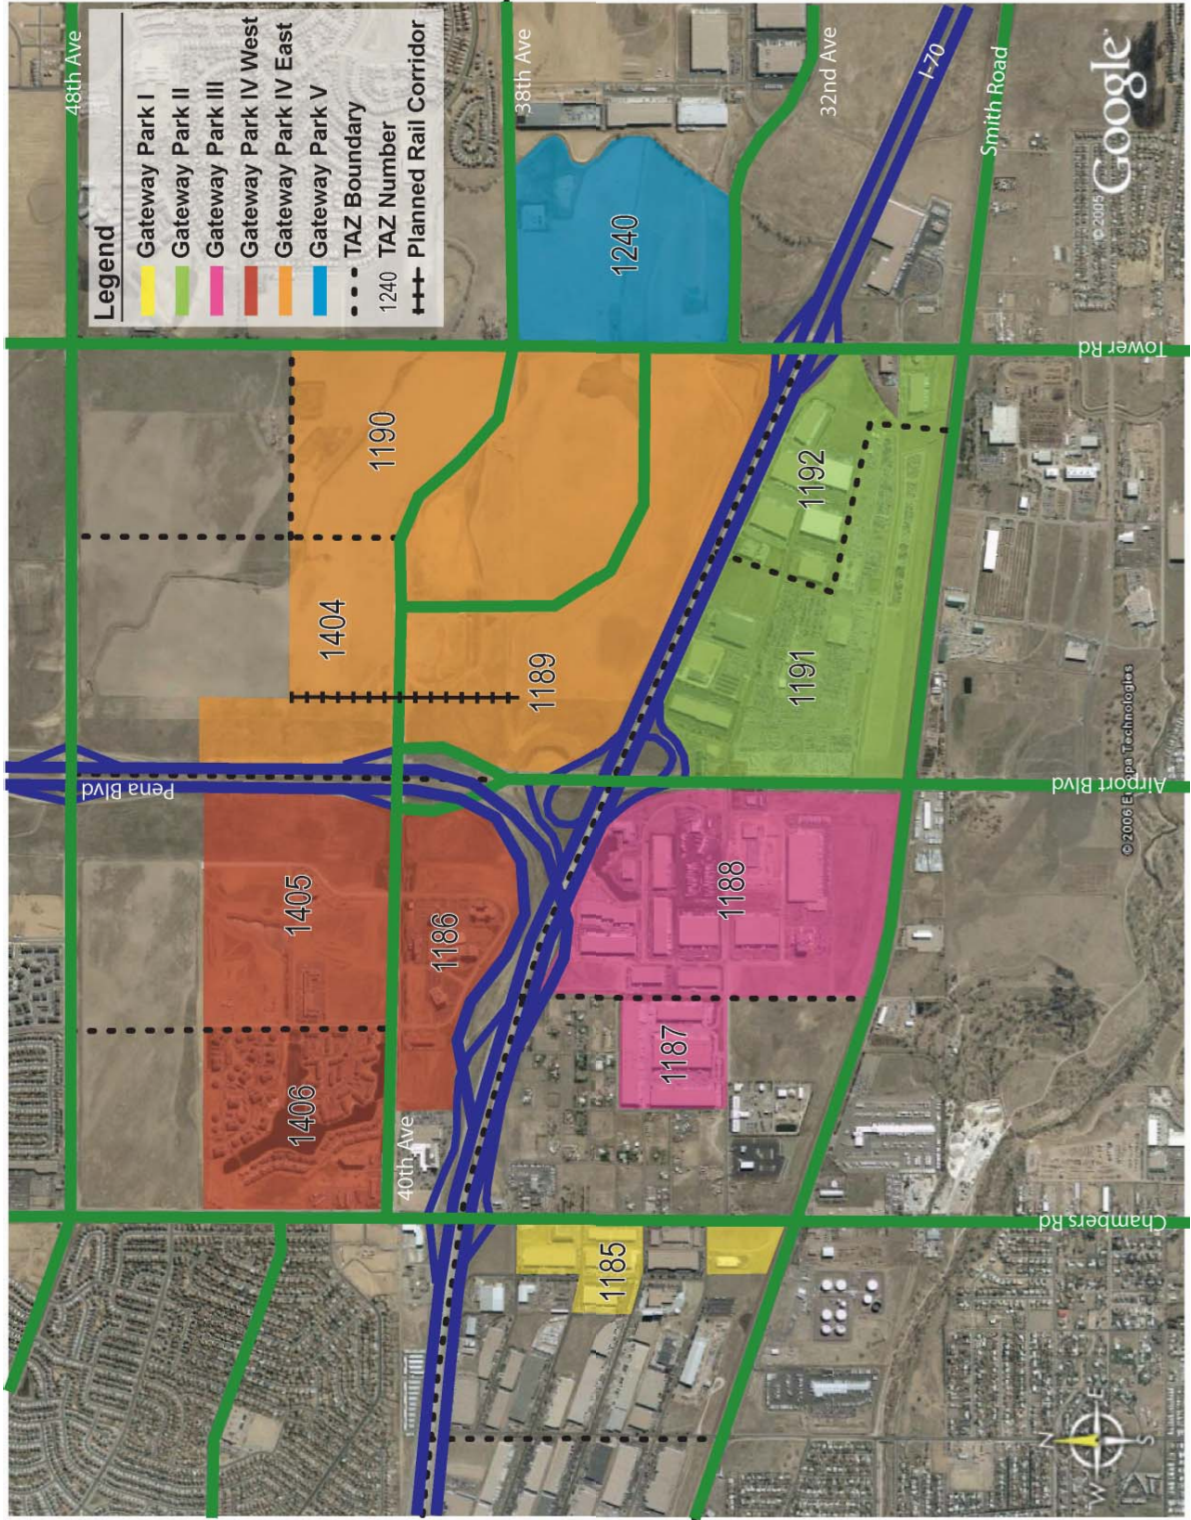 Legend
Gateway Park I
Gateway Park II
Gateway Park III
Gateway Park IV West
Gateway Park IV East
Gateway Park V
TAZ Boundary
1240 TAZ Number
Planned Rail Corridor
48th Ave
38th Ave
32nd Ave
I-70
Smith Road
© 2005 Google™
1240
Tower Rd
1190
1192
1404
1189
1191
Pena Blvd
Airport Blvd
© 2006 Europa Technologies
1405
1186
1188
1406
1187
40th Ave
Chambers Rd
1185
N
W E
S